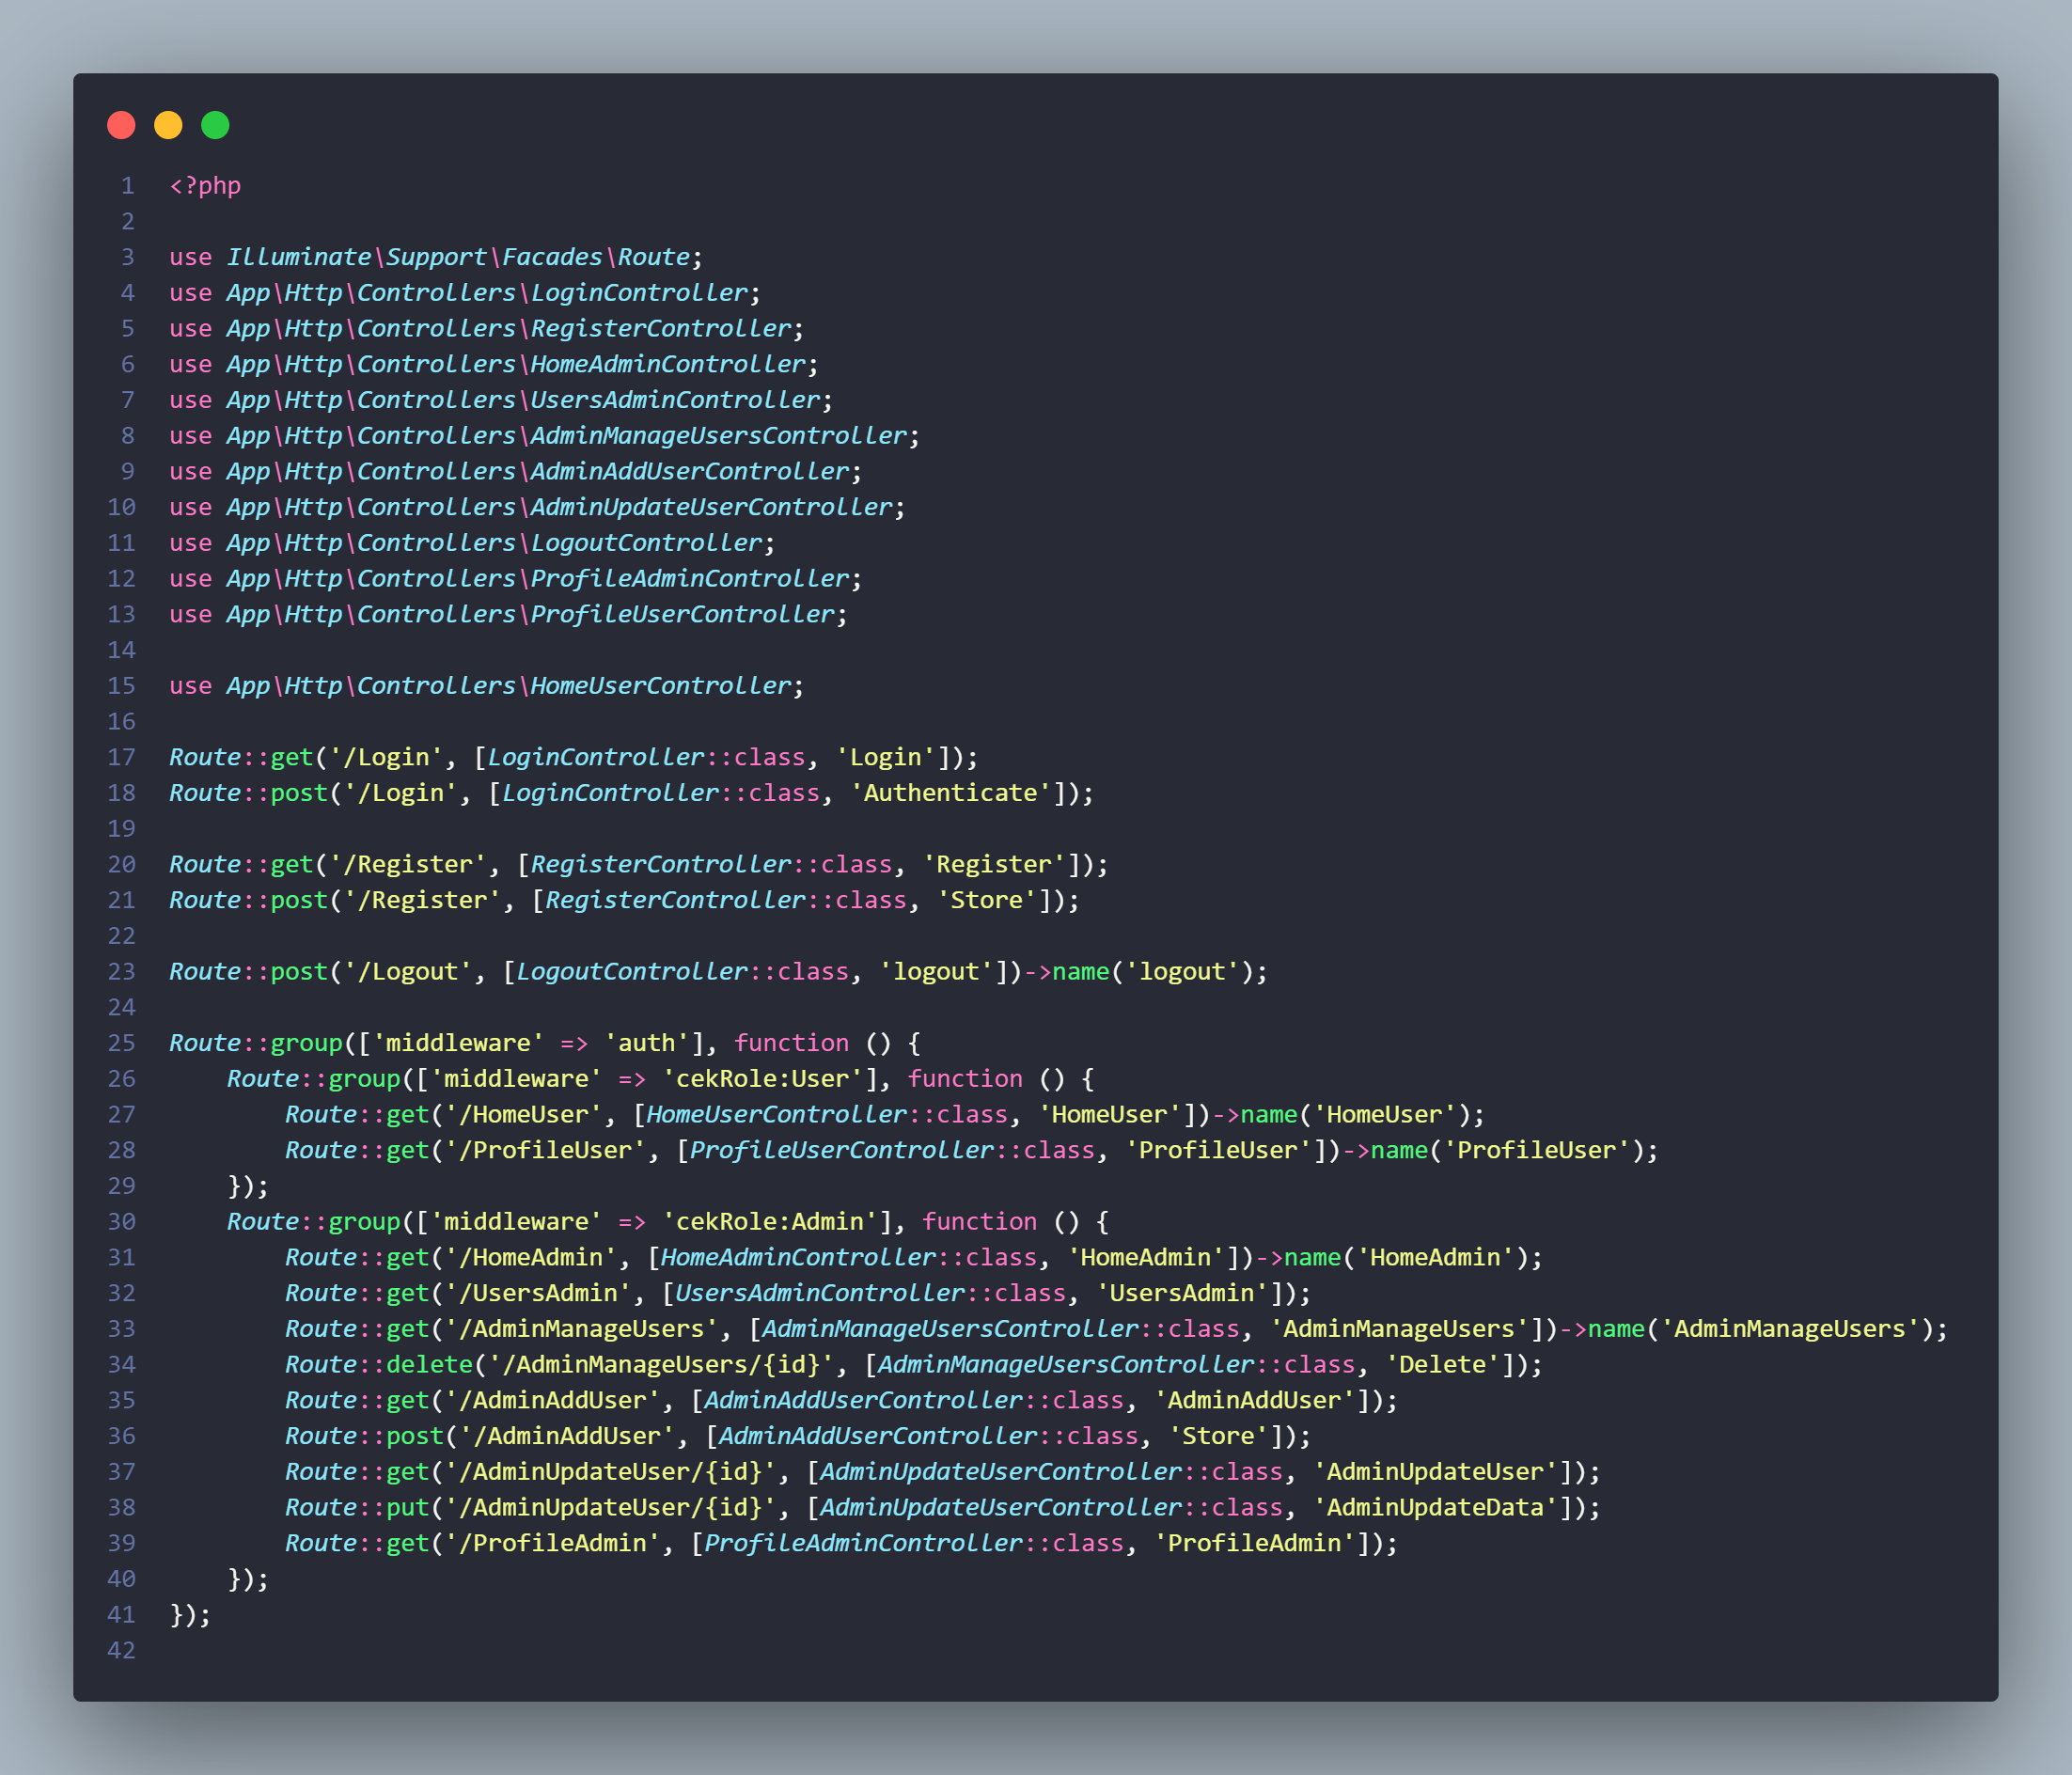 1 <?php
2
3 use Illuminate\Support\Facades\Route;
4 use App\Http\Controllers\LoginController;
5 use App\Http\Controllers\RegisterController;
6 use App\Http\Controllers\HomeAdminController;
7 use App\Http\Controllers\UsersAdminController;
8 use App\Http\Controllers\AdminManageUsersController;
9 use App\Http\Controllers\AdminAddUserController;
10 use App\Http\Controllers\AdminUpdateUserController;
11 use App\Http\Controllers\LogoutController;
12 use App\Http\Controllers\ProfileAdminController;
13 use App\Http\Controllers\ProfileUserController;
14
15 use App\Http\Controllers\HomeUserController;
16
17 Route::get('/Login', [LoginController::class, 'Login']);
18 Route::post('/Login', [LoginController::class, 'Authenticate']);
19
20 Route::get('/Register', [RegisterController::class, 'Register']);
21 Route::post('/Register', [RegisterController::class, 'Store']);
22
23 Route::post('/Logout', [LogoutController::class, 'logout'])->name('logout');
24
25 Route::group(['middleware' => 'auth'], function () {
26     Route::group(['middleware' => 'cekRole:User'], function () {
27         Route::get('/HomeUser', [HomeUserController::class, 'HomeUser'])->name('HomeUser');
28         Route::get('/ProfileUser', [ProfileUserController::class, 'ProfileUser'])->name('ProfileUser');
29     });
30     Route::group(['middleware' => 'cekRole:Admin'], function () {
31         Route::get('/HomeAdmin', [HomeAdminController::class, 'HomeAdmin'])->name('HomeAdmin');
32         Route::get('/UsersAdmin', [UsersAdminController::class, 'UsersAdmin']);
33         Route::get('/AdminManageUsers', [AdminManageUsersController::class, 'AdminManageUsers'])->name('AdminManageUsers');
34         Route::delete('/AdminManageUsers/{id}', [AdminManageUsersController::class, 'Delete']);
35         Route::get('/AdminAddUser', [AdminAddUserController::class, 'AdminAddUser']);
36         Route::post('/AdminAddUser', [AdminAddUserController::class, 'Store']);
37         Route::get('/AdminUpdateUser/{id}', [AdminUpdateUserController::class, 'AdminUpdateUser']);
38         Route::put('/AdminUpdateUser/{id}', [AdminUpdateUserController::class, 'AdminUpdateData']);
39         Route::get('/ProfileAdmin', [ProfileAdminController::class, 'ProfileAdmin']);
40     });
41 });
42